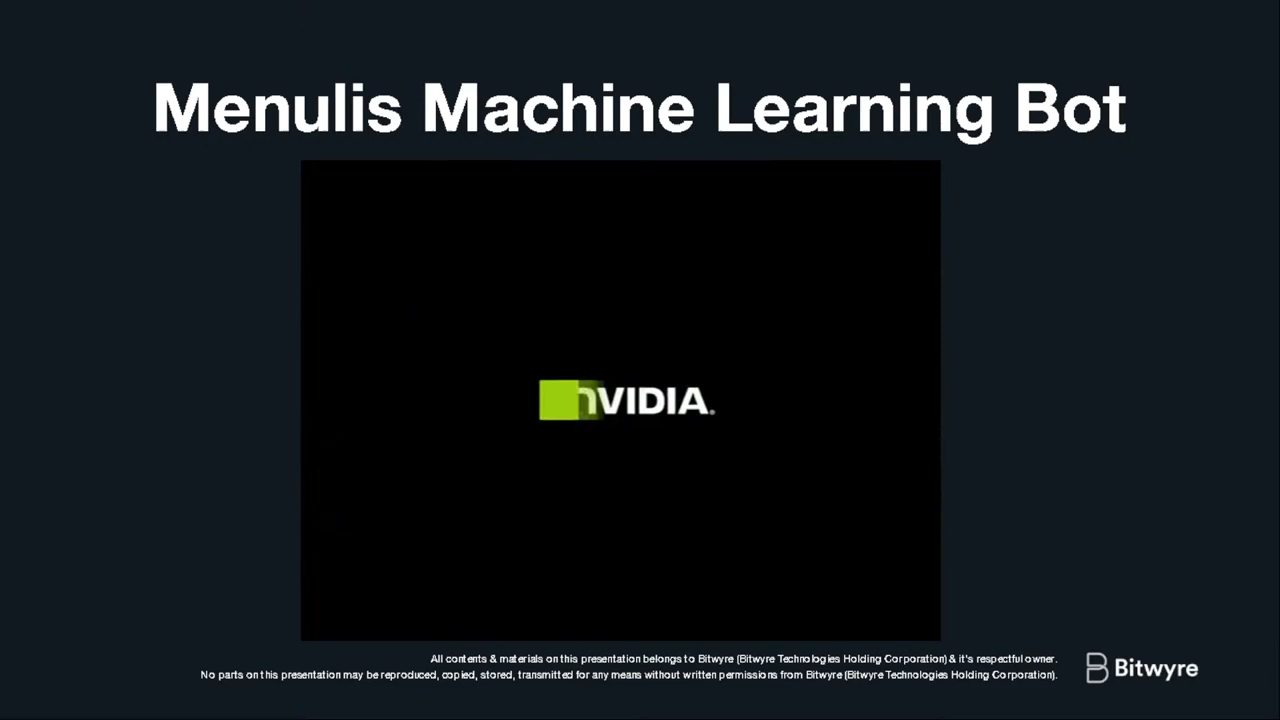 Menulis Machine Learning Bot
nVIDIA.
All contents & materials on this presentation belongs to Bitwyre (Bitwyre Technologies Holding Corporation) & it's respectful owner.
No parts on this presentation may be reproduced, copied, stored, transmitted for any means without written permissions from Bitwyre (Bitwyre Technologies Holding Corporation).
Bitwyre